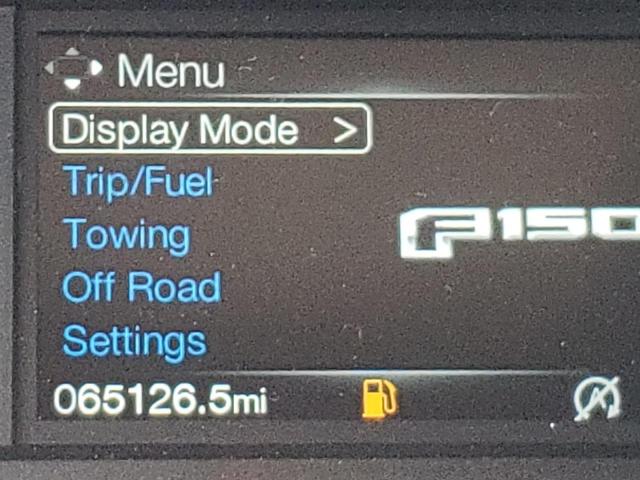 Menu
Display Mode >
Trip/Fuel
Towing
F150
Off Road
Settings
065126.5mi